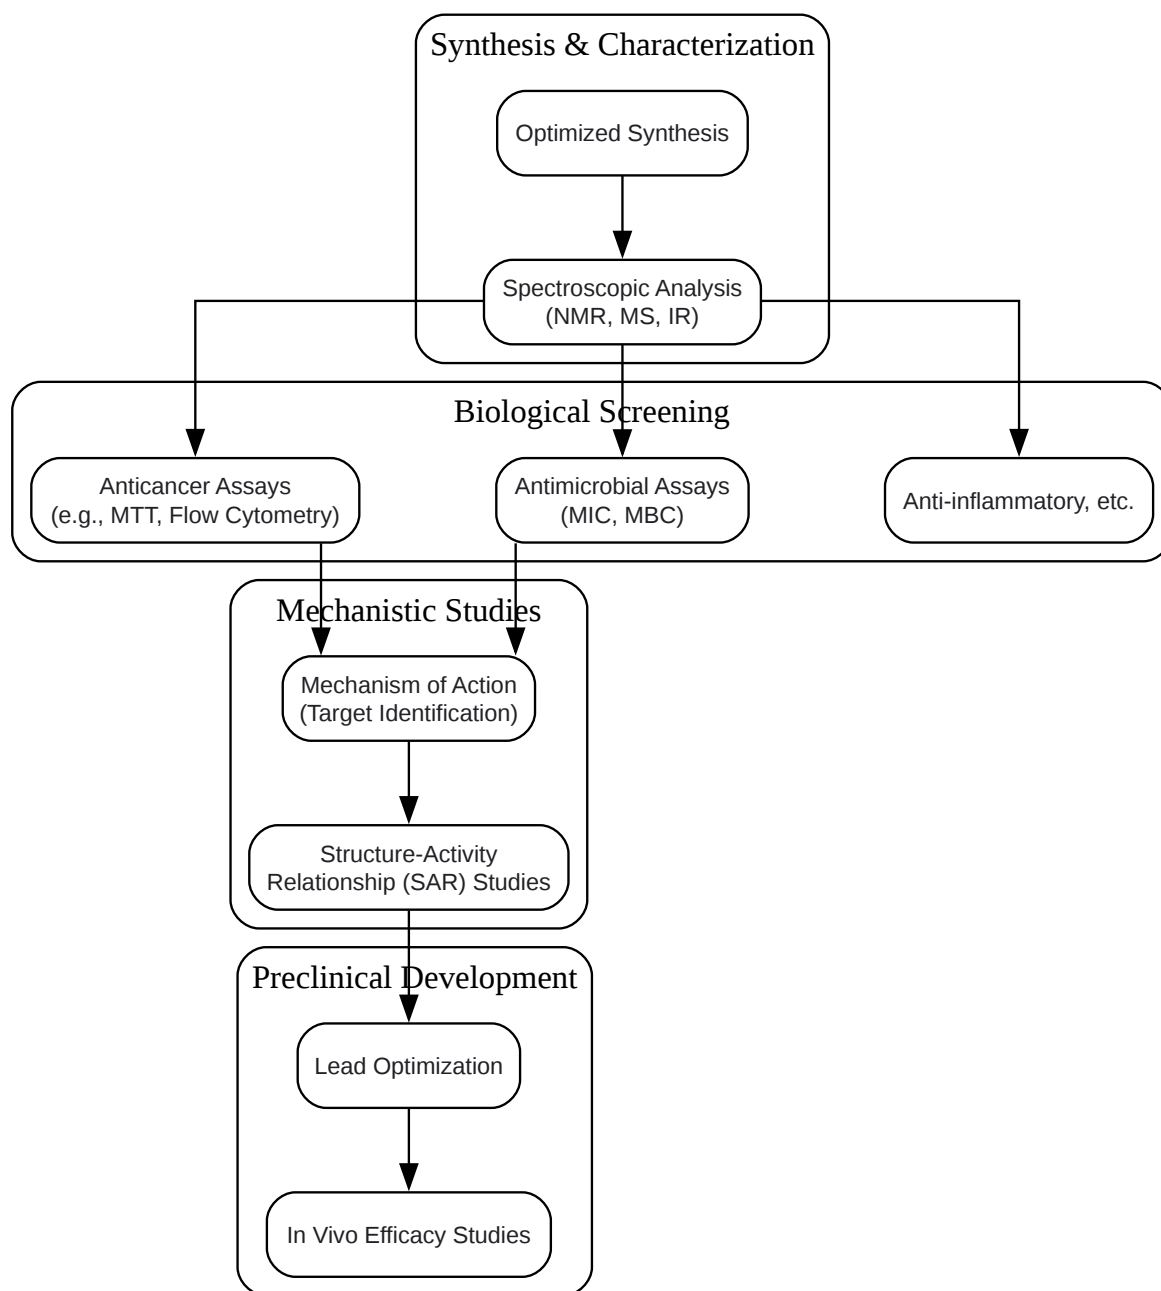 Synthesis & Characterization
Optimized Synthesis
Spectroscopic Analysis
(NMR, MS, IR)
Biological Screening
Anticancer Assays
(e.g., MTT, Flow Cytometry)
Antimicrobial Assays
(MIC, MBC)
Anti-inflammatory, etc.
Mechanistic Studies
Mechanism of Action
(Target Identification)
Structure-Activity
Relationship (SAR) Studies
Preclinical Development
Lead Optimization
In Vivo Efficacy Studies